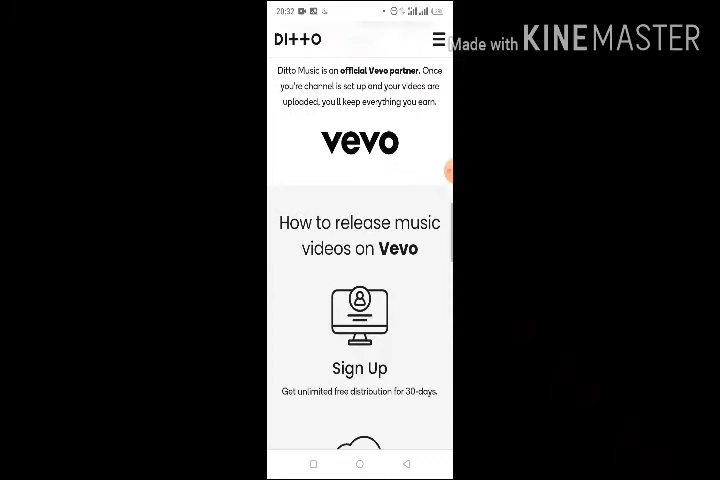 20:32
DITTO
Made with KINEMASTER
Ditto Music is an official Vevo partner. Once
you're channel is set up and your videos are
uploaded, you'll keep everything you earn.
vevo
How to release music
videos on Vevo
Sign Up
Get unlimited free distribution for 30-days.